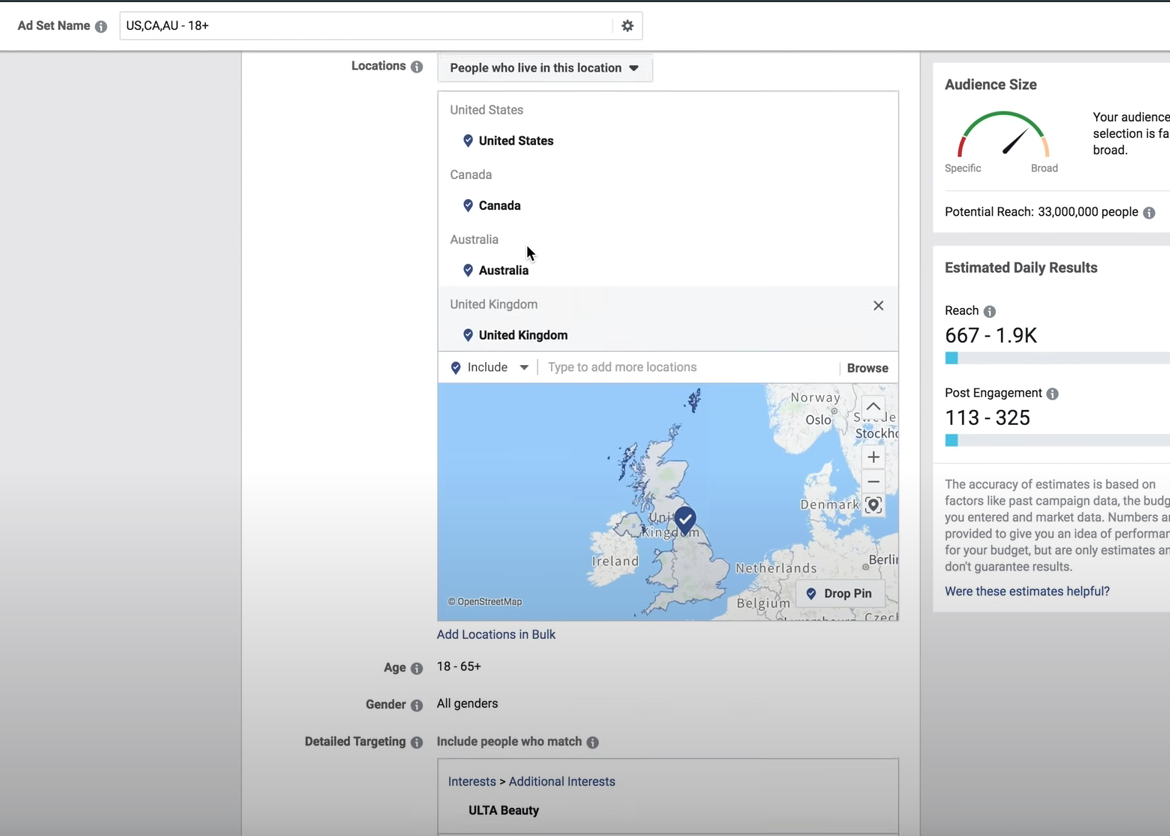 Ad Set Name
US,CA,AU - 18+
Locations
People who live in this location
United States
United States
Canada
Canada
Australia
Australia
United Kingdom
United Kingdom
Include
Type to add more locations
Browse
Norway
Oslo
Denmark
United Kingdom
Ireland
Netherlands
Belgium
© OpenStreetMap
Drop Pin
Add Locations in Bulk
Age
18 - 65+
Gender
All genders
Detailed Targeting
Include people who match
Interests > Additional Interests
ULTA Beauty
Audience Size
Specific
Broad
Your audience
selection is fa
broad.
Potential Reach: 33,000,000 people
Estimated Daily Results
Reach
667 - 1.9K
Post Engagement
113 - 325
The accuracy of estimates is based on
factors like past campaign data, the budg
you entered and market data. Numbers ar
provided to give you an idea of performan
for your budget, but are only estimates an
don't guarantee results.
Were these estimates helpful?